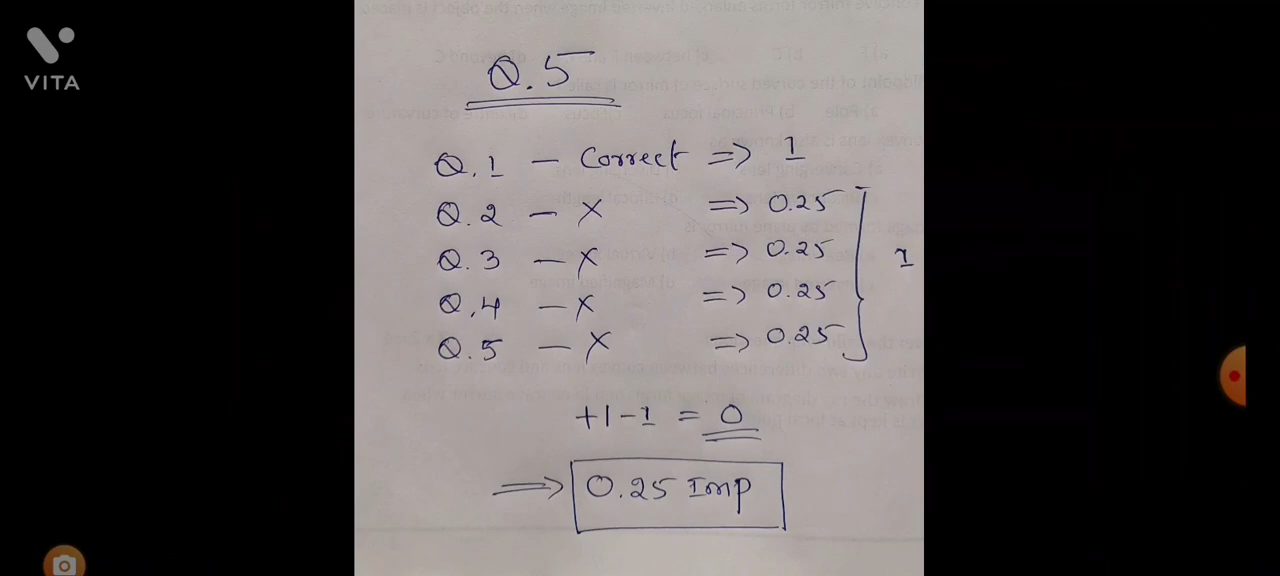 VITA
Q.5
Q.1 — Correct => 1
Q.2 — X => 0.25
Q.3 — X => 0.25
Q.4 — X => 0.25
Q.5 — X => 0.25
1
+1-1 = 0
=> 0.25 Imp